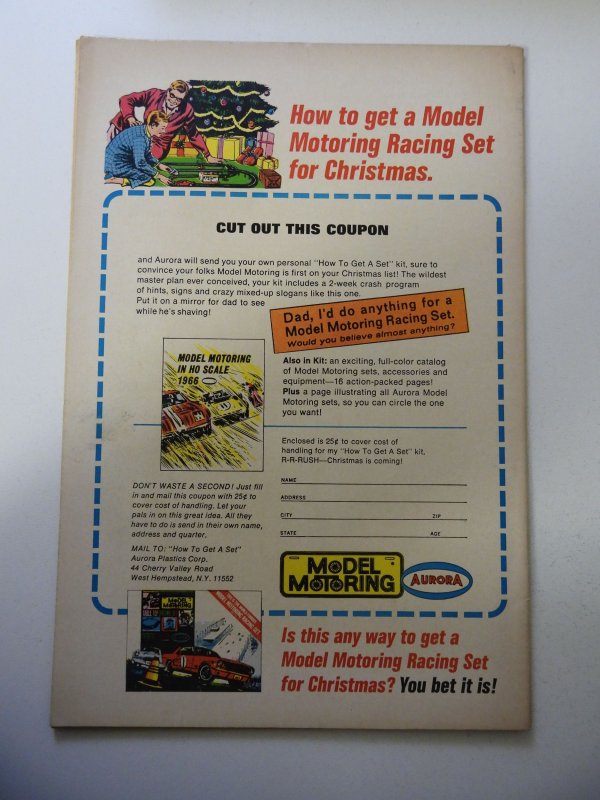 How to get a Model
Motoring Racing Set
for Christmas.
CUT OUT THIS COUPON
and Aurora will send you your own personal "How To Get A Set" kit, sure to
convince your folks Model Motoring is first on your Christmas list! The wildest
master plan ever conceived, your kit includes a 2-week crash program
of hints, signs and crazy mixed-up slogans like this one.
Put it on a mirror for dad to see
while he's shaving!
Dad, I'd do anything for a
Model Motoring Racing Set.
Would you believe almost anything?
MODEL MOTORING
IN HO SCALE
1966
Also in Kit: an exciting, full-color catalog
of Model Motoring sets, accessories and
equipment—16 action-packed pages!
Plus a page illustrating all Aurora Model
Motoring sets, so you can circle the one
you want!
Enclosed is 25¢ to cover cost of
handling for my "How To Get A Set" kit,
R-R-RUSH—Christmas is coming!
DON'T WASTE A SECOND! Just fill
in and mail this coupon with 25¢ to
cover cost of handling. Let your
pals in on this great idea. All they
have to do is send in their own name,
address and quarter.
MAIL TO: "How To Get A Set"
Aurora Plastics Corp.
44 Cherry Valley Road
West Hempstead, N.Y. 11552
NAME
ADDRESS
CITY ZIP
STATE AGE
MODEL
MOTORING
AURORA
MODEL
MOTORING
Is this any way to get a
Model Motoring Racing Set
for Christmas? You bet it is!